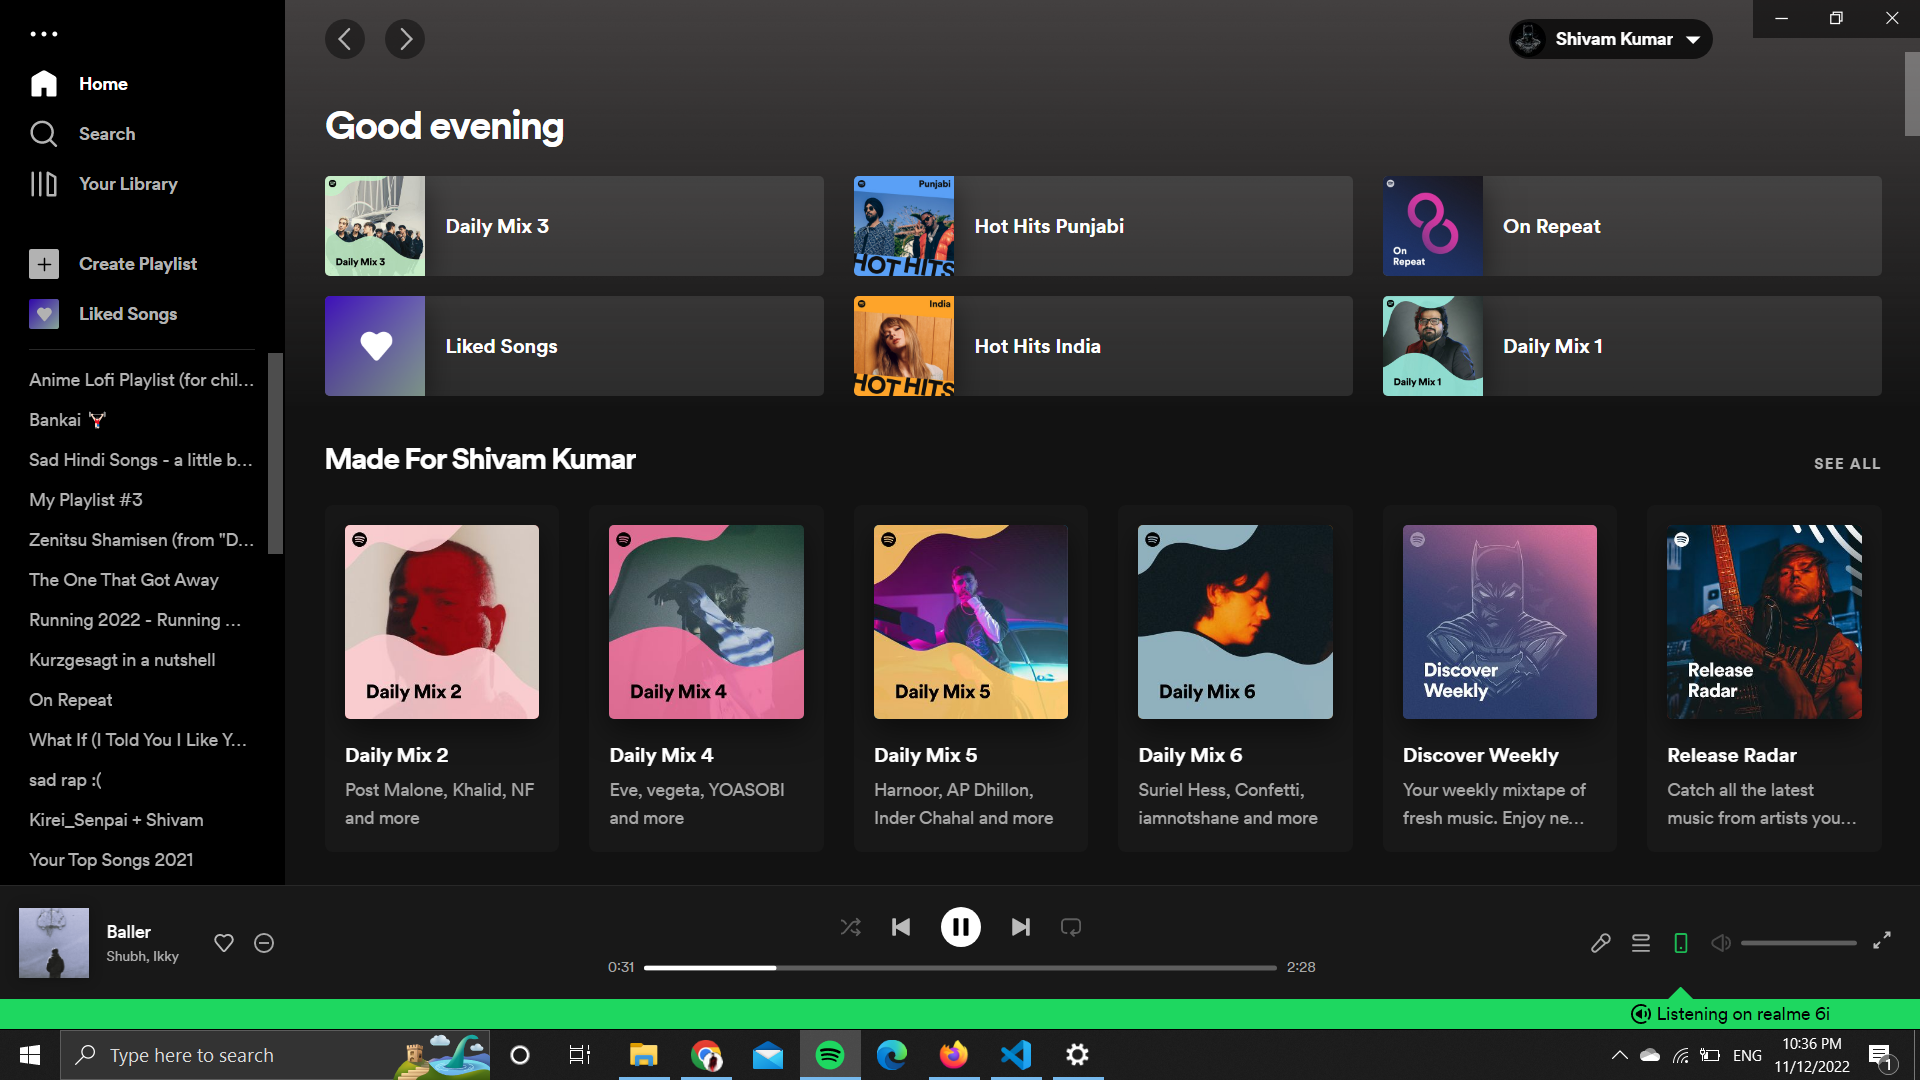 Home
Search
Your Library
Create Playlist
Liked Songs
Anime Lofi Playlist (for chil...
Bankai
Sad Hindi Songs - a little b...
My Playlist #3
Zenitsu Shamisen (from "D...
The One That Got Away
Running 2022 - Running ...
Kurzgesagt in a nutshell
On Repeat
What If (I Told You I Like Y...
sad rap :(
Kirei_Senpai + Shivam
Your Top Songs 2021
Shivam Kumar
Good evening
Daily Mix 3
Daily Mix 3
Punjabi
HOT HITS
Hot Hits Punjabi
On
Repeat
On Repeat
Liked Songs
India
HOT HITS
Hot Hits India
Daily Mix 1
Daily Mix 1
Made For Shivam Kumar
SEE ALL
Daily Mix 2
Daily Mix 2
Post Malone, Khalid, NF
and more
Daily Mix 4
Daily Mix 4
Eve, vegeta, YOASOBI
and more
Daily Mix 5
Daily Mix 5
Harnoor, AP Dhillon,
Inder Chahal and more
Daily Mix 6
Daily Mix 6
Suriel Hess, Confetti,
iamnotshane and more
Discover
Weekly
Discover Weekly
Your weekly mixtape of
fresh music. Enjoy ne...
Release
Radar
Release Radar
Catch all the latest
music from artists you...
Baller
Shubh, Ikky
0:31
2:28
Listening on realme 6i
Type here to search
ENG
10:36 PM
11/12/2022
1